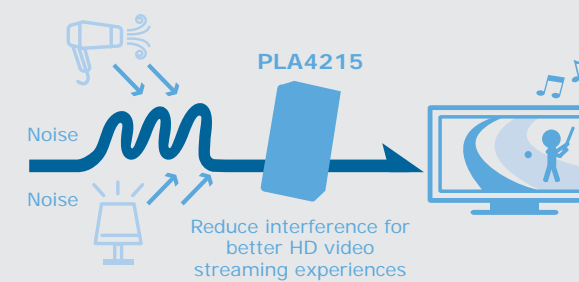 PLA4215
Noise
Noise
Reduce interference for
better HD video
streaming experiences